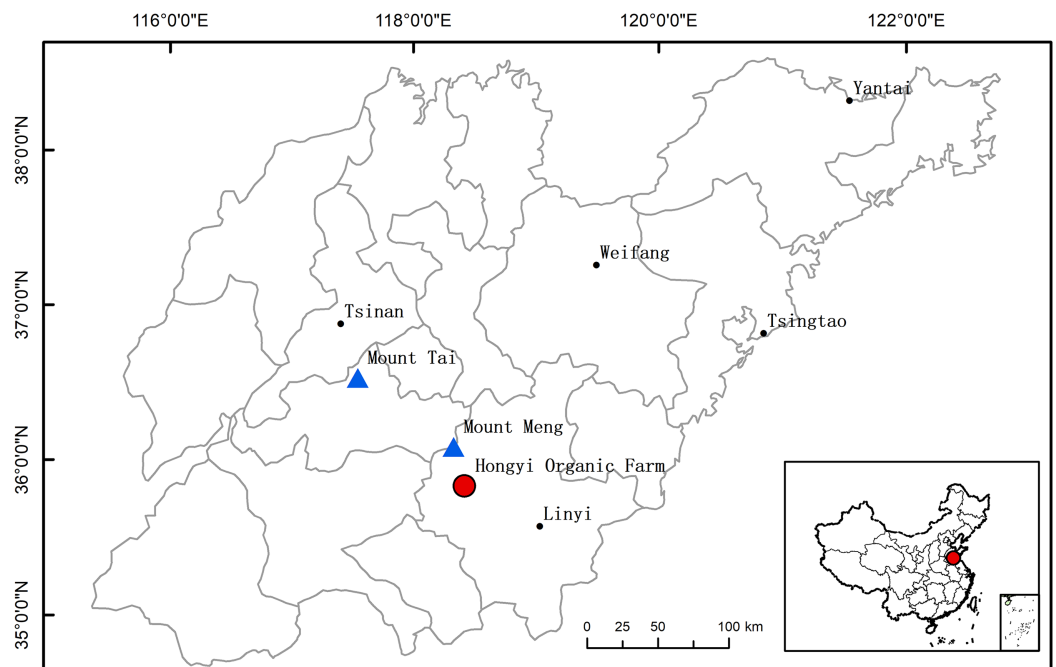 116°0'0"E 118°0'0"E 120°0'0"E 122°0'0"E
38°0'0"N
37°0'0"N
36°0'0"N
35°0'0"N
Yantai
Weifang
Tsinan
Tsingtao
Mount Tai
Mount Meng
Hongyi Organic Farm
Linyi
0 25 50 100 km